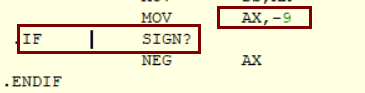 MOV AX,-9
.IF SIGN?
NEG AX
.ENDIF